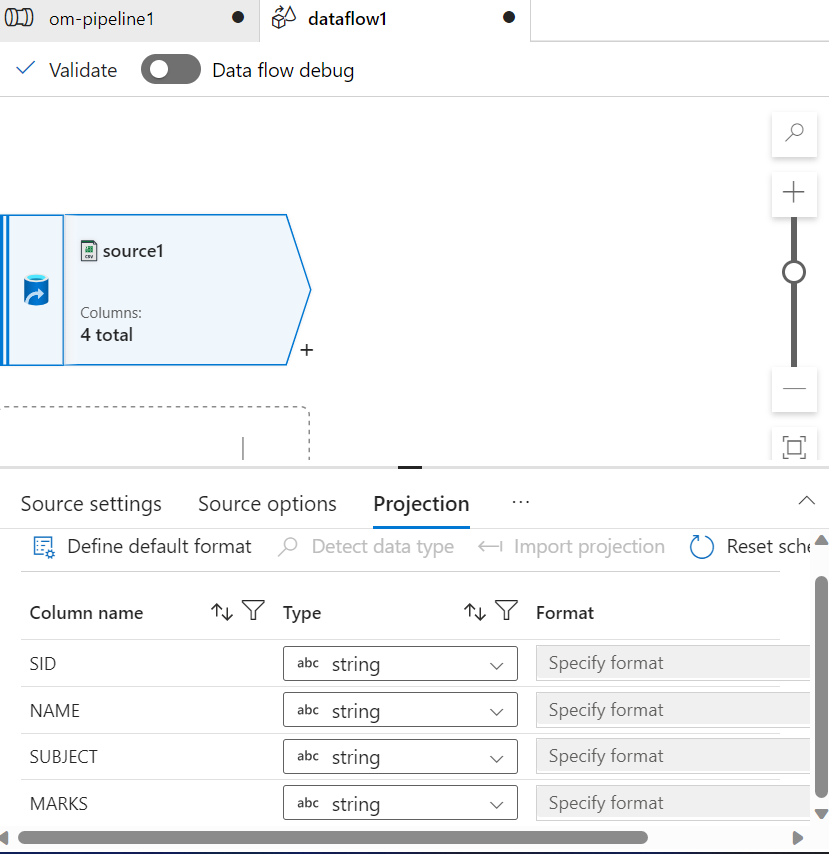 om-pipeline1
dataflow1
Validate
Data flow debug
CSV
source1
Columns:
4 total
+
Source settings
Source options
Projection
...
Define default format
Detect data type
Import projection
Reset sche
Column name
Type
Format
SID
abc string
Specify format
NAME
abc string
Specify format
SUBJECT
abc string
Specify format
MARKS
abc string
Specify format